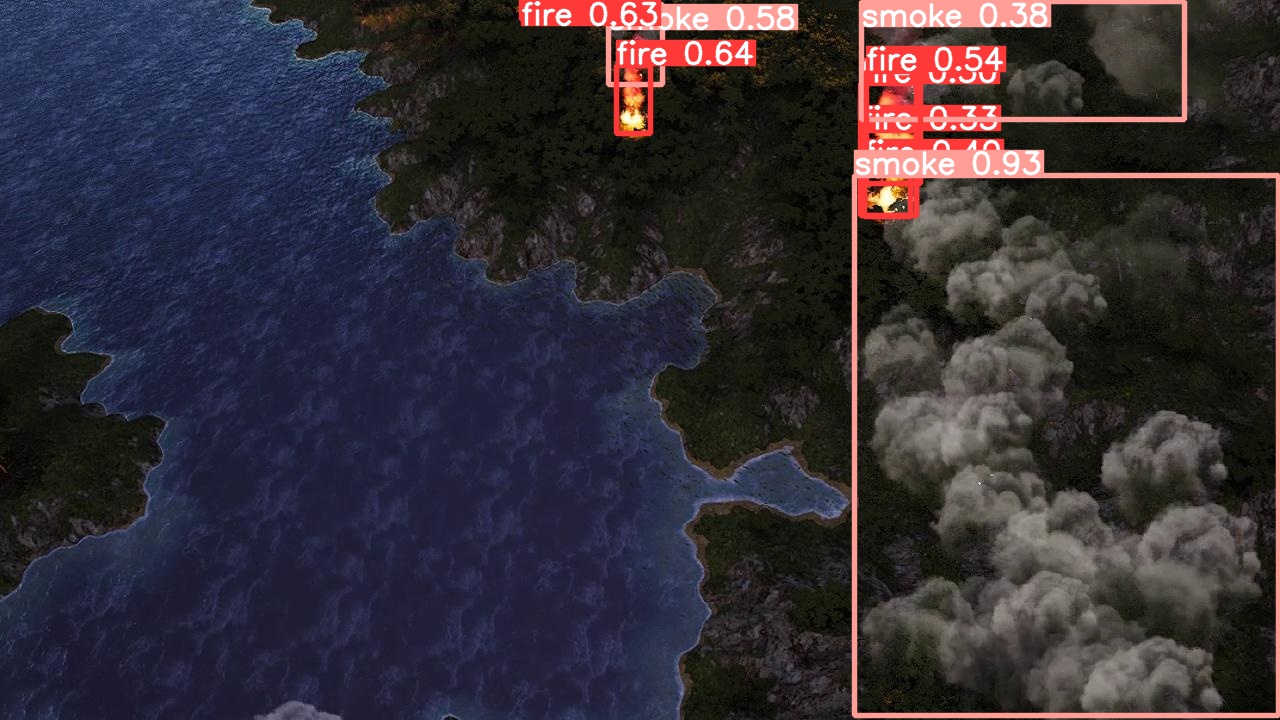 fire 0.63
oke 0.58
fire 0.64
smoke 0.38
fire 0.54
fire 0.33
smoke 0.93